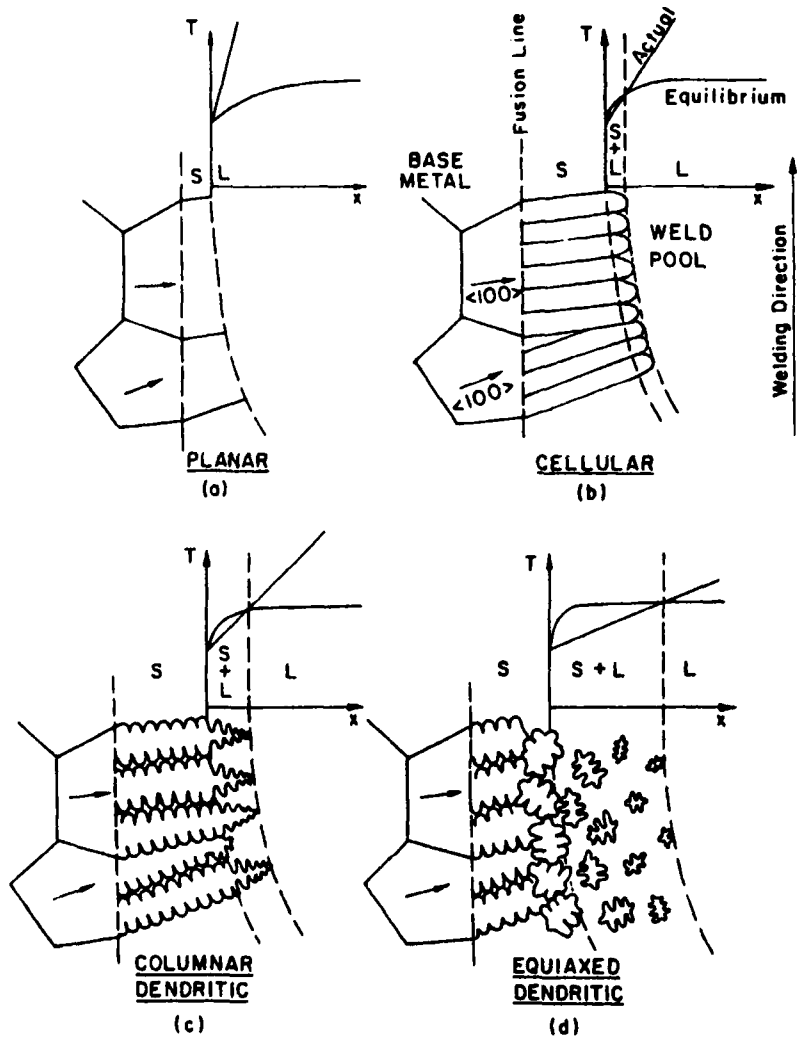 T
S L
x
PLANAR
(a)
Fusion Line
T
Actual
Equilibrium
BASE
METAL
S
S
+
L
L
x
WELD
POOL
<100>
<100>
Welding Direction
CELLULAR
(b)
T
S
S
+
L
L
x
COLUMNAR
DENDRITIC
(c)
T
S
S + L
L
x
EQUIAXED
DENDRITIC
(d)